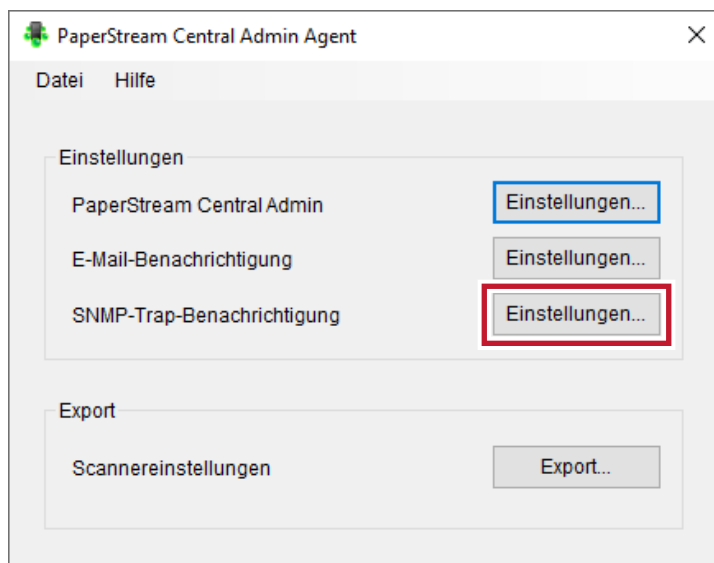 PaperStream Central Admin Agent
Datei Hilfe
Einstellungen
PaperStream Central Admin Einstellungen...
E-Mail-Benachrichtigung Einstellungen...
SNMP-Trap-Benachrichtigung Einstellungen...
Export
Scannereinstellungen Export...